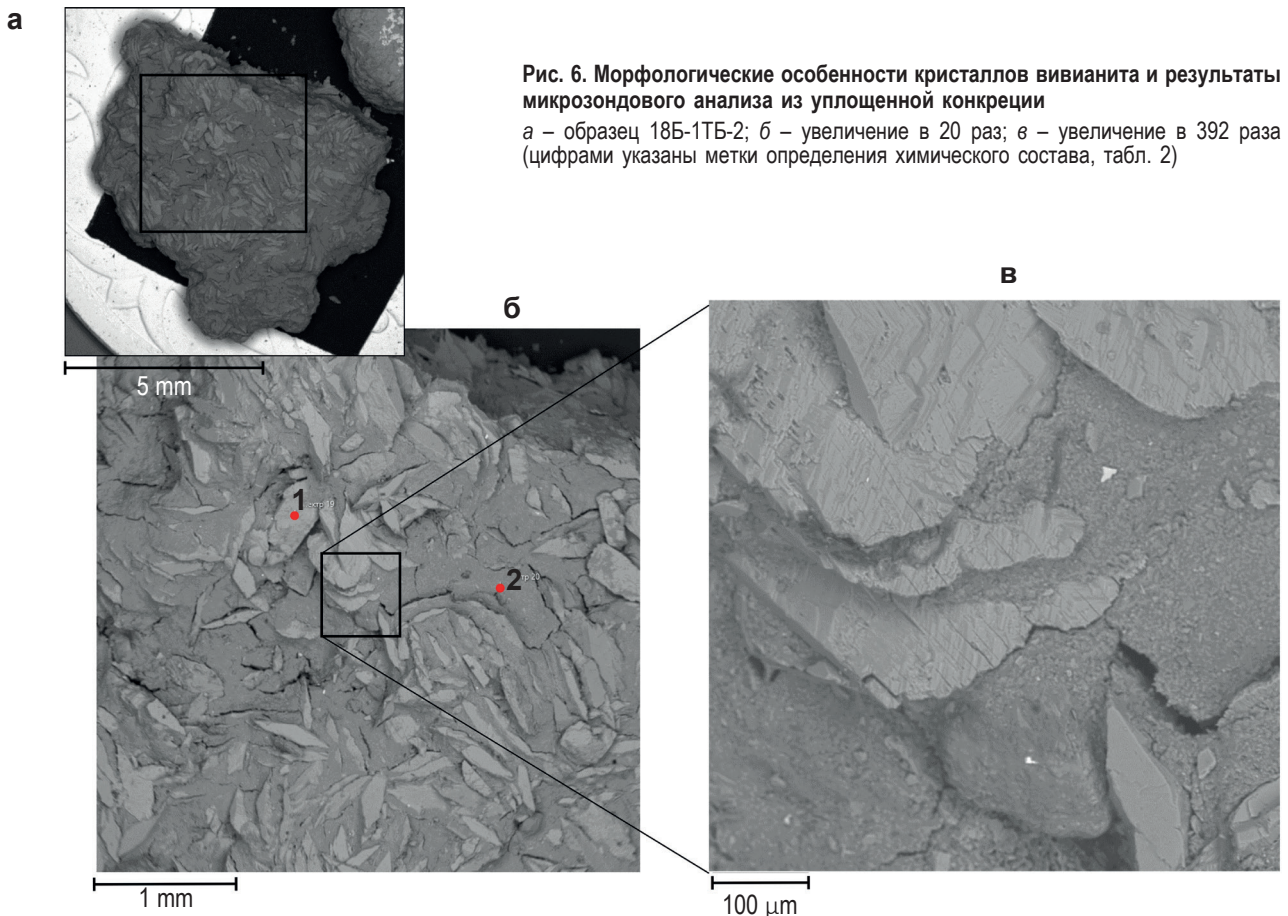 а
Рис. 6. Морфологические особенности кристаллов вивианита и результаты
микрозондового анализа из уплощенной конкреции
а – образец 18Б-1ТБ-2; б – увеличение в 20 раз; в – увеличение в 392 раза
(цифрами указаны метки определения химического состава, табл. 2)
5 mm
б
в
1
2
1 mm
100 μm